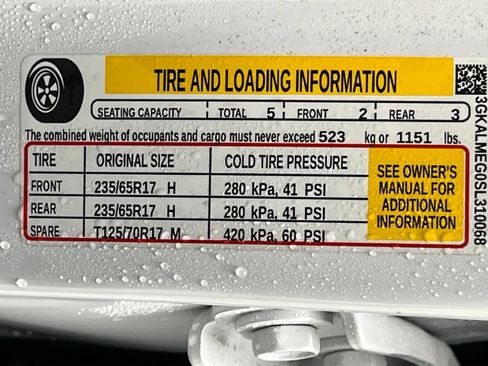 TIRE AND LOADING INFORMATION
SEATING CAPACITY TOTAL 5 FRONT 2 REAR 3
The combined weight of occupants and cargo must never exceed 523 kg or 1151 lbs.
TIRE ORIGINAL SIZE COLD TIRE PRESSURE
FRONT 235/65R17 H 280 kPa, 41 PSI
REAR 235/65R17 H 280 kPa, 41 PSI
SPARE T125/70R17 M 420 kPa, 60 PSI
SEE OWNER'S
MANUAL FOR
ADDITIONAL
INFORMATION
3GKALMEG0SL310068